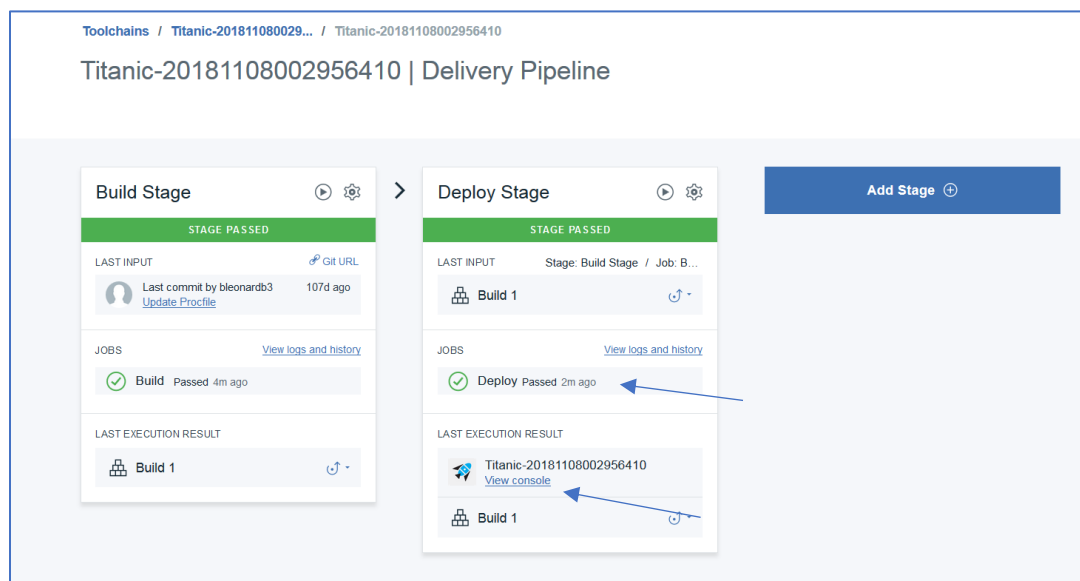 Toolchains / Titanic-201811080029... / Titanic-20181108002956410
Titanic-20181108002956410 | Delivery Pipeline
Build Stage
STAGE PASSED
LAST INPUT Git URL
Last commit by bleonardb3 107d ago
Update Procfile
JOBS View logs and history
Build Passed 4m ago
LAST EXECUTION RESULT
Build 1
Deploy Stage
STAGE PASSED
LAST INPUT Stage: Build Stage / Job: B...
Build 1
JOBS View logs and history
Deploy Passed 2m ago
LAST EXECUTION RESULT
Titanic-20181108002956410
View console
Build 1
Add Stage